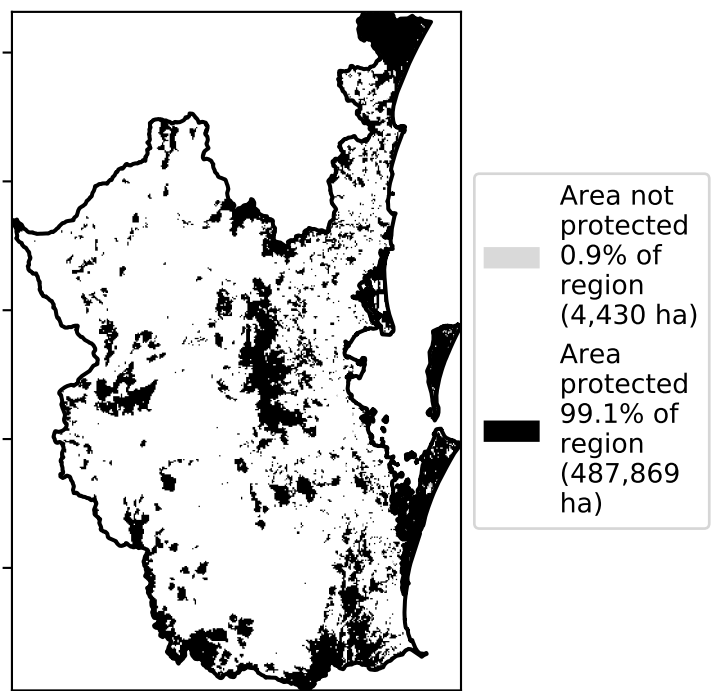 Area not
protected
0.9% of
region
(4,430 ha)
Area
protected
99.1% of
region
(487,869
ha)